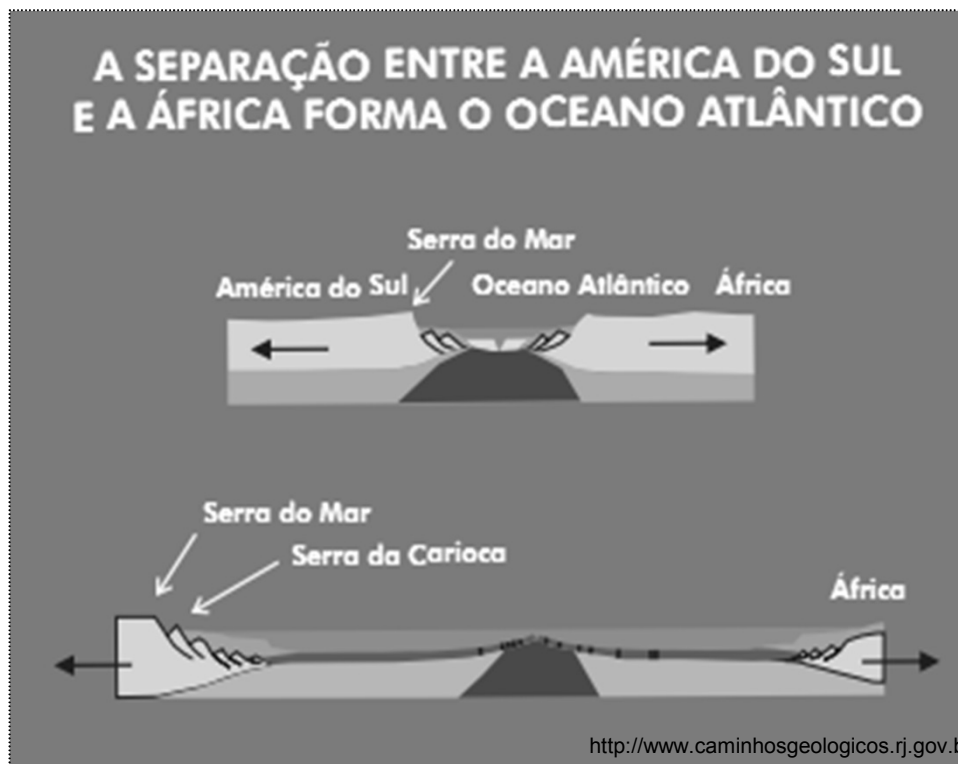 A SEPARAÇÃO ENTRE A AMÉRICA DO SUL
E A ÁFRICA FORMA O OCEANO ATLÂNTICO
Serra do Mar
América do Sul Oceano Atlântico África
Serra do Mar
Serra da Carioca
África
http://www.caminhosgeologicos.rj.gov.b